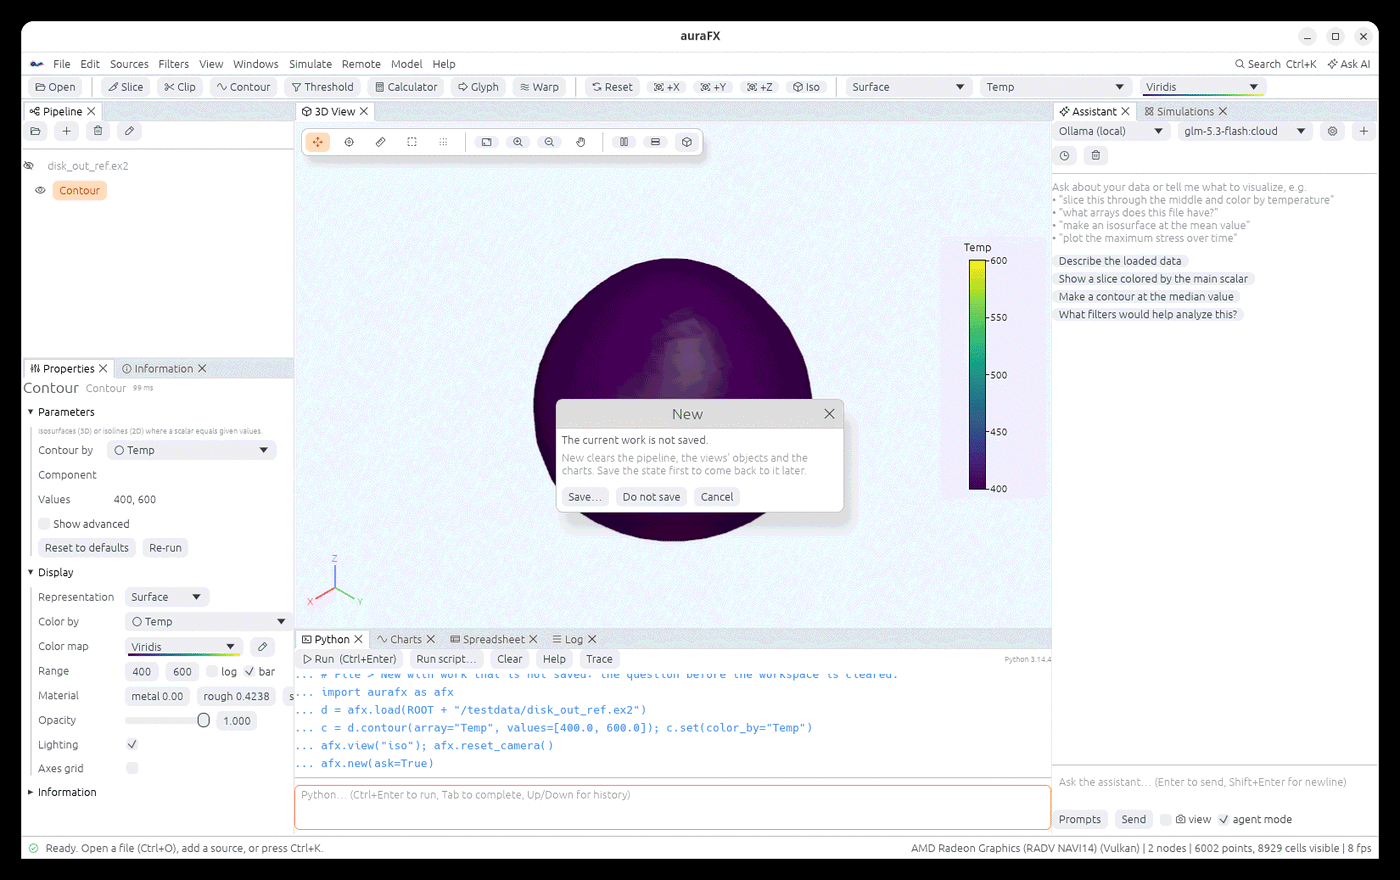 auraFX
File Edit Sources Filters View Windows Simulate Remote Model Help
Search Ctrl+K Ask AI
Open Slice Clip Contour Threshold Calculator Glyph Warp Reset +X +Y +Z Iso Surface Temp Viridis
Pipeline
disk_out_ref.ex2
Contour
Properties Information
Contour Contour 99 ms
Parameters
Isosurfaces (3D) or isolines (2D) where a scalar equals given values.
Contour by Temp
Component
Values 400, 600
Show advanced
Reset to defaults Re-run
Display
Representation Surface
Color by Temp
Color map Viridis
Range 400 600 log bar
Material metal 0.00 rough 0.4238 s
Opacity 1.000
Lighting
Axes grid
Information
3D View
Temp
600
550
500
450
400
Z
X Y
New
The current work is not saved.
New clears the pipeline, the views' objects and the
charts. Save the state first to come back to it later.
Save... Do not save Cancel
Python Charts Spreadsheet Log
Run (Ctrl+Enter) Run script... Clear Help Trace Python 3.14.4
... # File > New with work that is not saved: the question before the workspace is cleared.
... import aurafx as afx
... d = afx.load(ROOT + "/testdata/disk_out_ref.ex2")
... c = d.contour(array="Temp", values=[400.0, 600.0]); c.set(color_by="Temp")
... afx.view("iso"); afx.reset_camera()
... afx.new(ask=True)
Python... (Ctrl+Enter to run, Tab to complete, Up/Down for history)
Assistant Simulations
Ollama (local) glm-5.3-flash:cloud
Ask about your data or tell me what to visualize, e.g.
• "slice this through the middle and color by temperature"
• "what arrays does this file have?"
• "make an isosurface at the mean value"
• "plot the maximum stress over time"
Describe the loaded data
Show a slice colored by the main scalar
Make a contour at the median value
What filters would help analyze this?
Ask the assistant... (Enter to send, Shift+Enter for newline)
Prompts Send view agent mode
Ready. Open a file (Ctrl+O), add a source, or press Ctrl+K.
AMD Radeon Graphics (RADV NAVI14) (Vulkan) | 2 nodes | 6002 points, 8929 cells visible | 8 fps